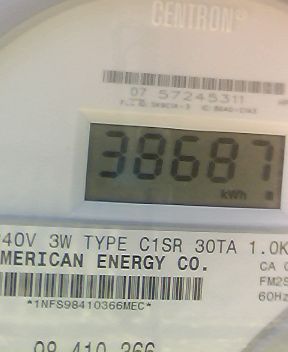 CENTRON®
07 57245311
38687
kWh
240V 3W TYPE C1SR 30TA 1.0K
AMERICAN ENERGY CO.
CA
FM2S
60Hz
*1NFS98410366MEC*
98 410 366